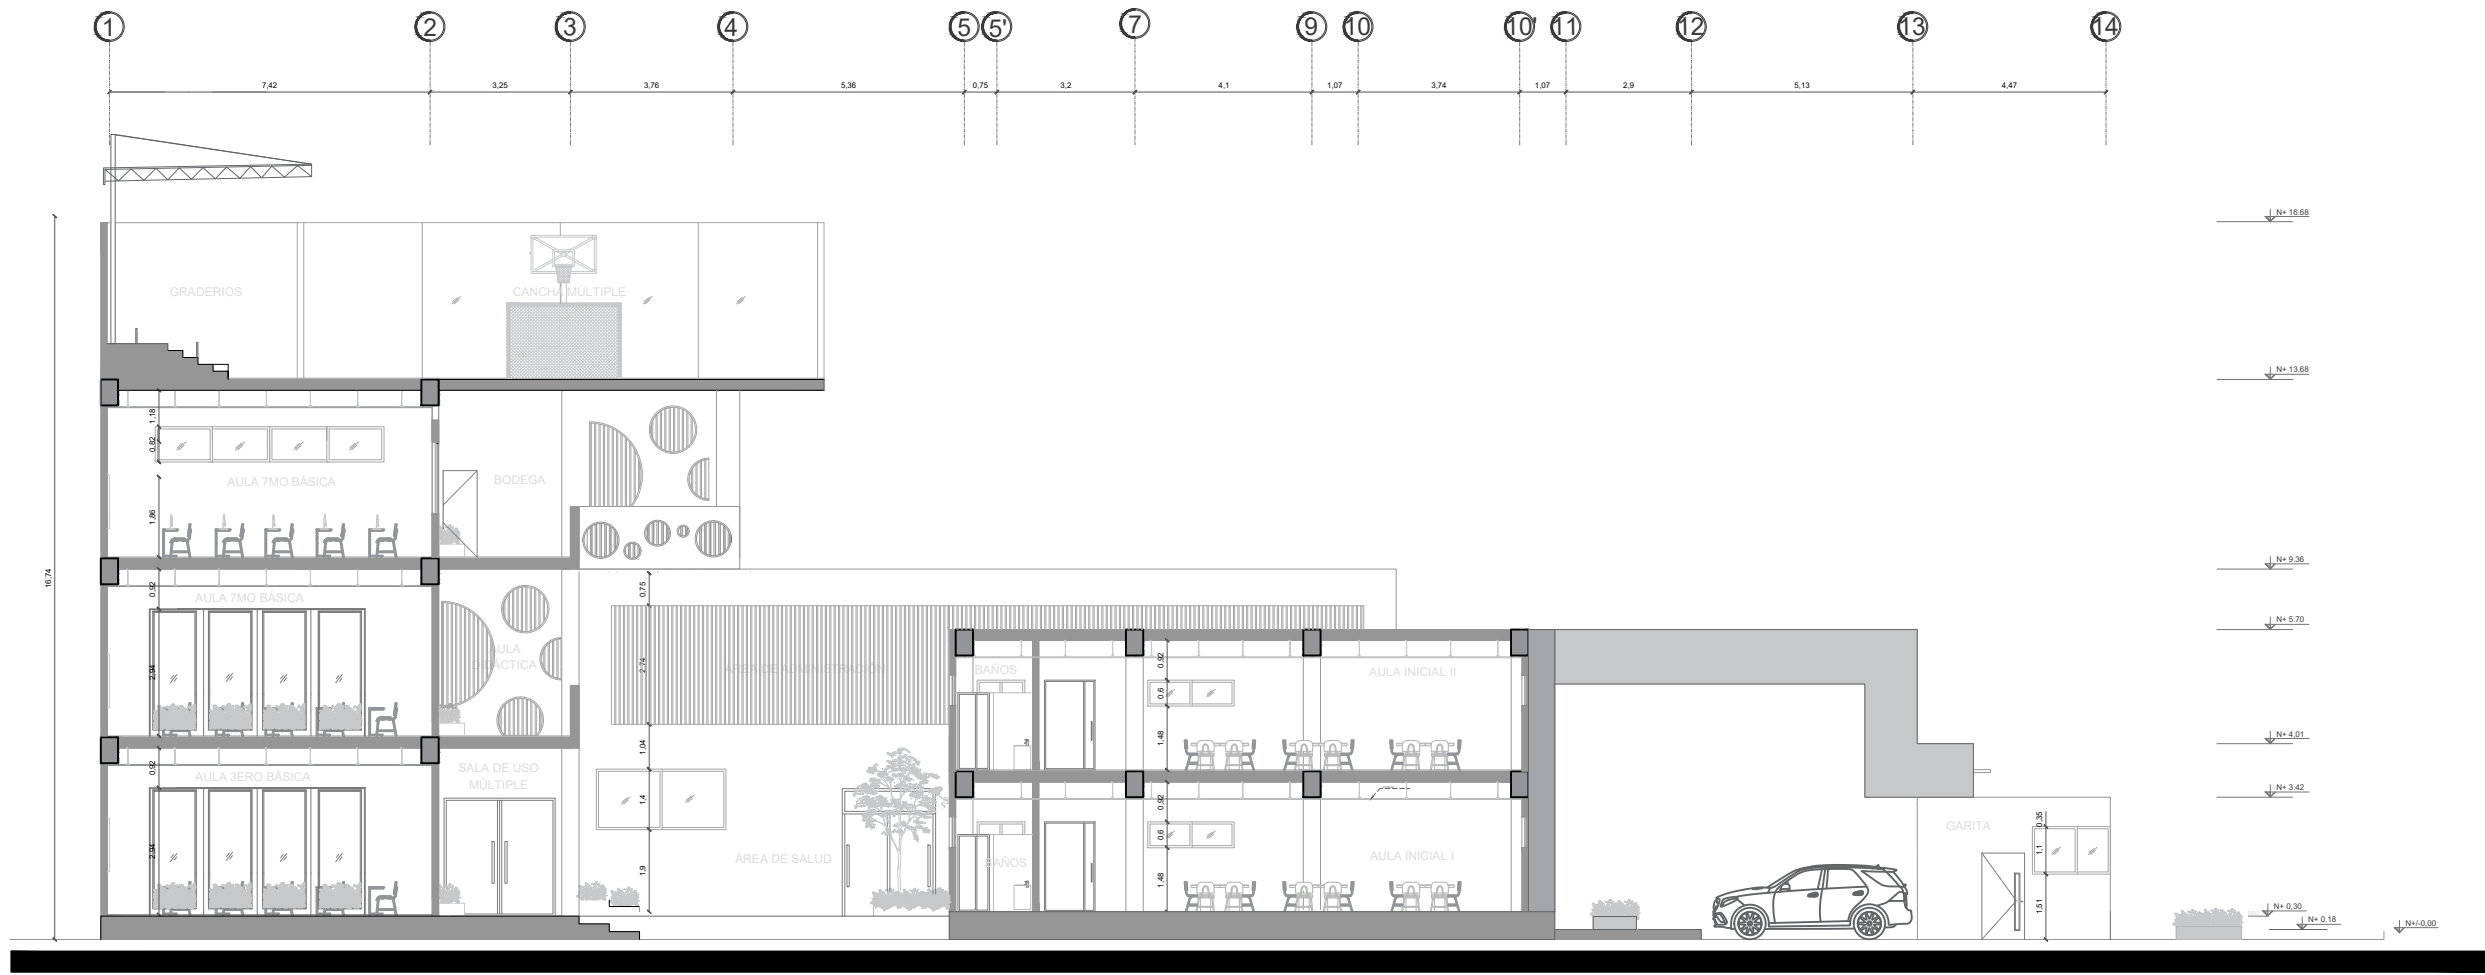 1 2 3 4 5 5' 7 9 10 10' 11 12 13 14
7,42 3,25 3,76 5,36 0,75 3,2 4,1 1,07 3,74 1,07 2,9 5,13 4,47
N+ 16.68
GRADERIOS CANCHA MÚLTIPLE
N+ 13.68
1,18
0,82
AULA 7MO BÁSICA BODEGA
1,86
16,74
N+ 9.36
0,92 0,75
AULA 7MO BÁSICA
N+ 5.70
AULA
DIDÁCTICA
2,94 2,74
ÁREA DE ADMINISTRACIÓN
BAÑOS
0,92
0,6
1,48
AULA INICIAL II
N+ 4,01
1,04
0,92
AULA 3ERO BÁSICA
SALA DE USO
MÚLTIPLE
N+ 3.42
1,4
0,92
0,6
1,48
0,35
GARITA
1,1
2,94
ÁREA DE SALUD
1,9
BAÑOS
AULA INICIAL I
1,51
N+ 0,30
N+ 0.18
N+/-0,00